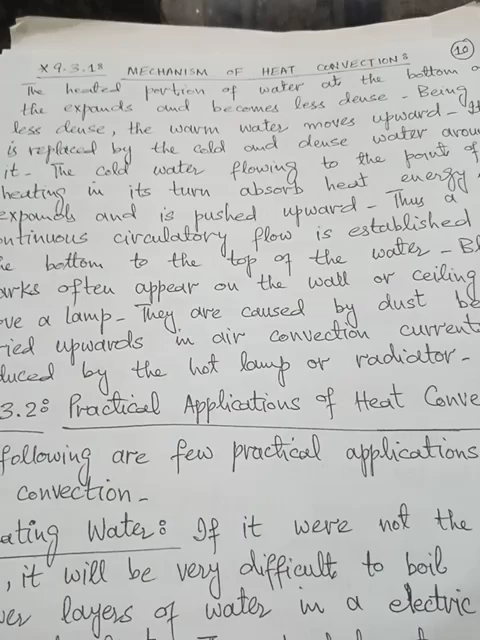 10
X 9.3.18 MECHANISM OF HEAT CONVECTION:
The heated portion of water at the bottom o
the expands and becomes less dense - Being
less dense, the warm water moves upward - It
is replaced by the cold and dense water arou
it - The cold water flowing to the point of
heating in its turn absorb heat energy
expands and is pushed upward - Thus a
ontinuous circulatory flow is established
he bottom to the top of the water - Bl
arks often appear on the wall or ceiling
ove a lamp - They are caused by dust be
ried upwards in air convection current
duced by the hot lamp or radiator -
3.2: Practical Applications of Heat Conve
following are few practical applications
convection -
ating Water: If it were not the
, it will be very difficult to boil
wer layers of water in a electric